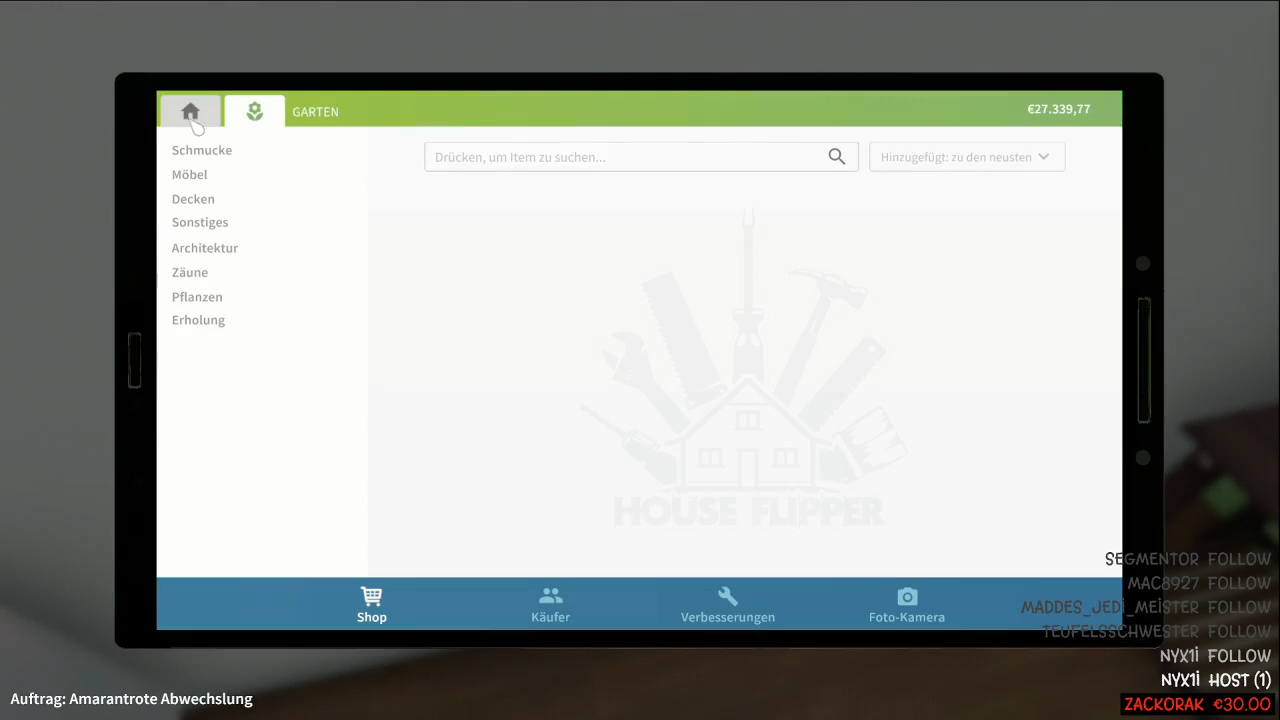 GARTEN
€27.339,77
Schmucke
Möbel
Decken
Sonstiges
Architektur
Zäune
Pflanzen
Erholung
Drücken, um Item zu suchen...
Hinzugefügt: zu den neusten
HOUSE FLIPPER
Shop
Käufer
Verbesserungen
Foto-Kamera
SEGMENTOR FOLLOW
MAC8927 FOLLOW
MADDES_JEDI_MEISTER FOLLOW
TEUFELSSCHWESTER FOLLOW
NYX1I FOLLOW
NYX1I HOST (1)
ZACKORAK €30.00
Auftrag: Amarantrote Abwechslung